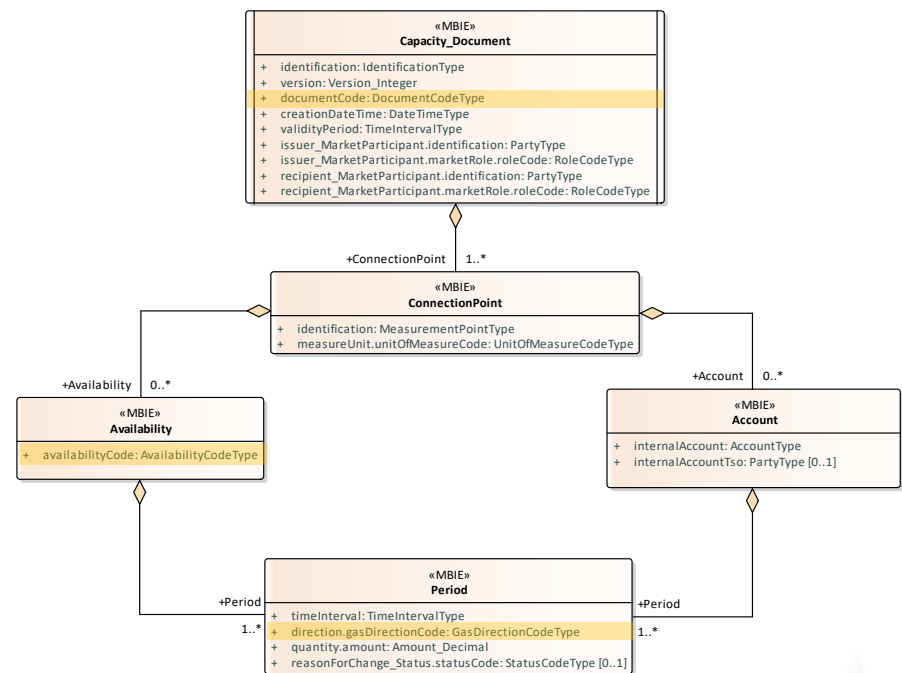 «MBIE»
Capacity_Document
+ identification: IdentificationType
+ version: Version_Integer
+ documentCode: DocumentCodeType
+ creationDateTime: DateTimeType
+ validityPeriod: TimeIntervalType
+ issuer_MarketParticipant.identification: PartyType
+ issuer_MarketParticipant.marketRole.roleCode: RoleCodeType
+ recipient_MarketParticipant.identification: PartyType
+ recipient_MarketParticipant.marketRole.roleCode: RoleCodeType
+ConnectionPoint 1..*
«MBIE»
ConnectionPoint
+ identification: MeasurementPointType
+ measureUnit.unitOfMeasureCode: UnitOfMeasureCodeType
+Availability 0..*
«MBIE»
Availability
+ availabilityCode: AvailabilityCodeType
+Account 0..*
«MBIE»
Account
+ internalAccount: AccountType
+ internalAccountTso: PartyType [0..1]
+Period
1..*
«MBIE»
Period
+ timeInterval: TimeIntervalType
+ direction.gasDirectionCode: GasDirectionCodeType
+ quantity.amount: Amount_Decimal
+ reasonForChange_Status.statusCode: StatusCodeType [0..1]
+Period
1..*